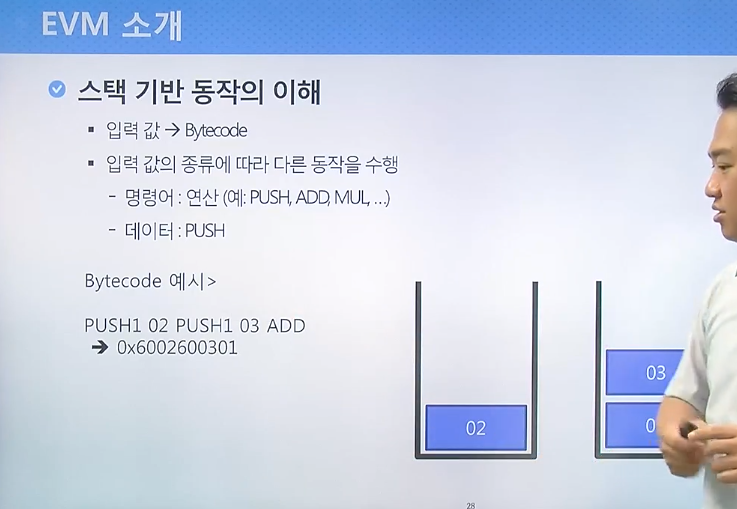 EVM 소개
스택 기반 동작의 이해
입력 값 → Bytecode
입력 값의 종류에 따라 다른 동작을 수행
- 명령어 : 연산 (예: PUSH, ADD, MUL, ...)
- 데이터 : PUSH
Bytecode 예시>
PUSH1 02 PUSH1 03 ADD
➔ 0x6002600301
03
02
28